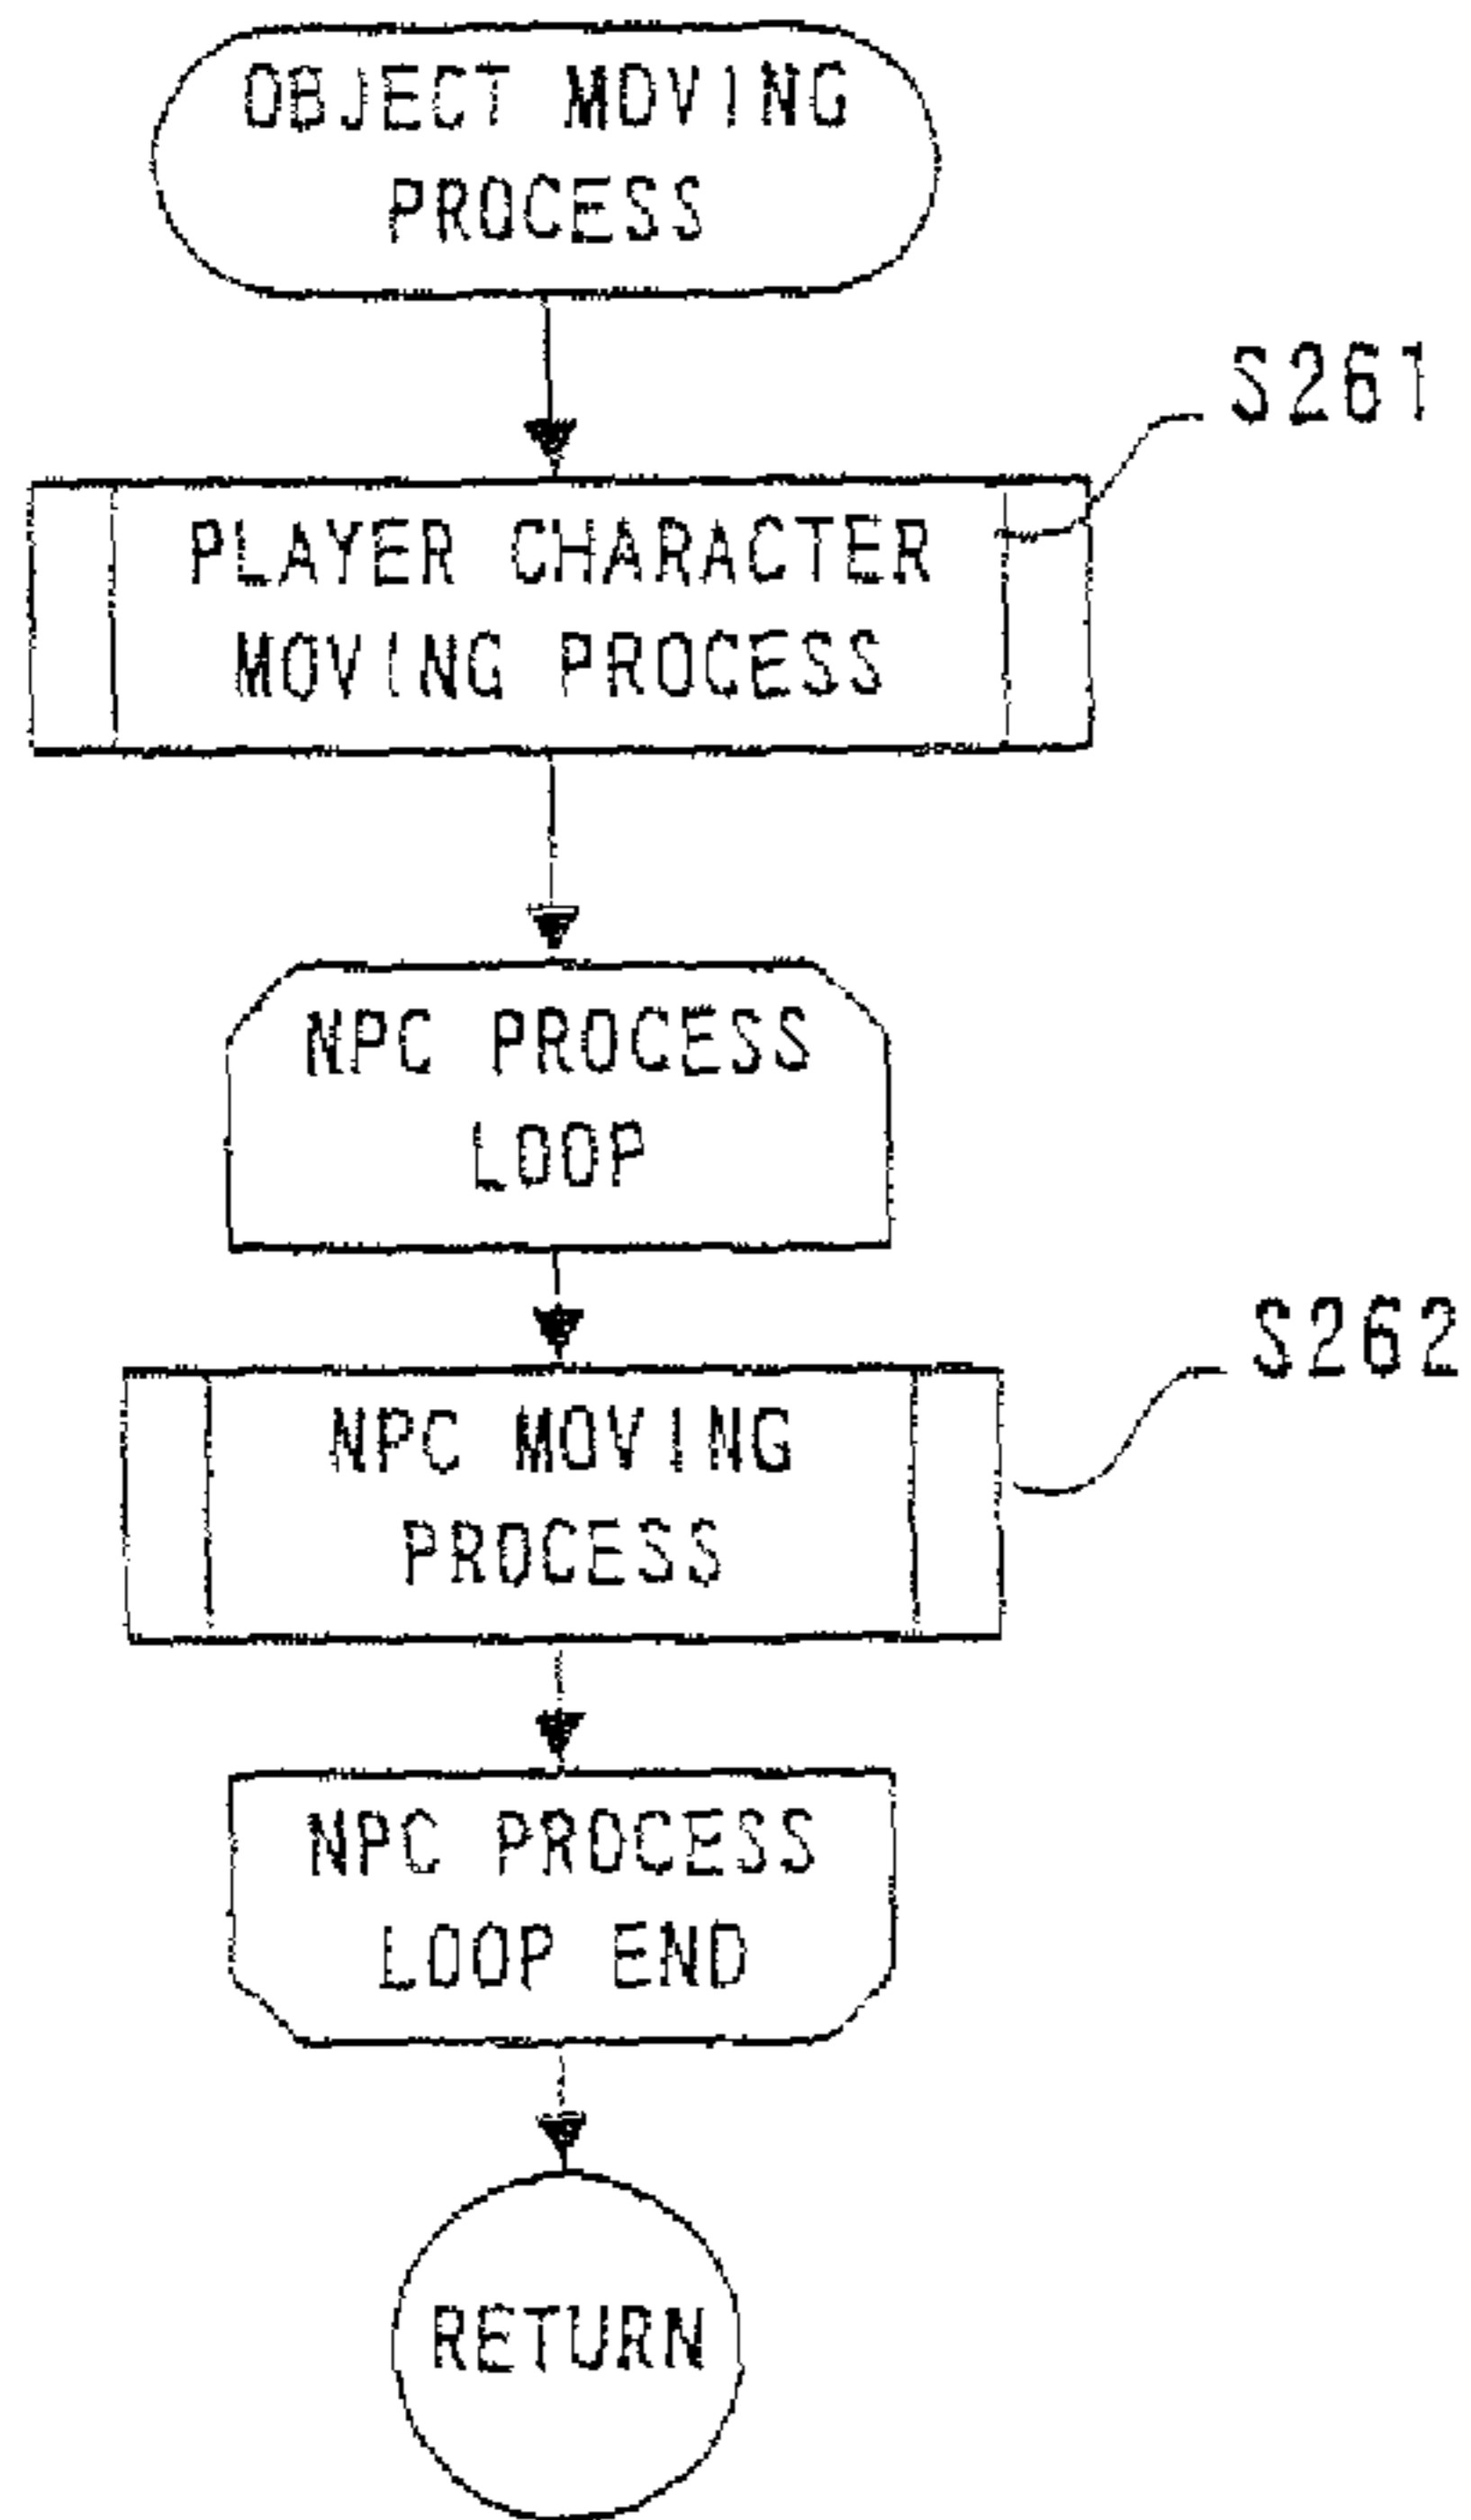 OBJECT MOVING
PROCESS
S261
PLAYER CHARACTER
MOVING PROCESS
NPC PROCESS
LOOP
S262
NPC MOVING
PROCESS
NPC PROCESS
LOOP END
RETURN